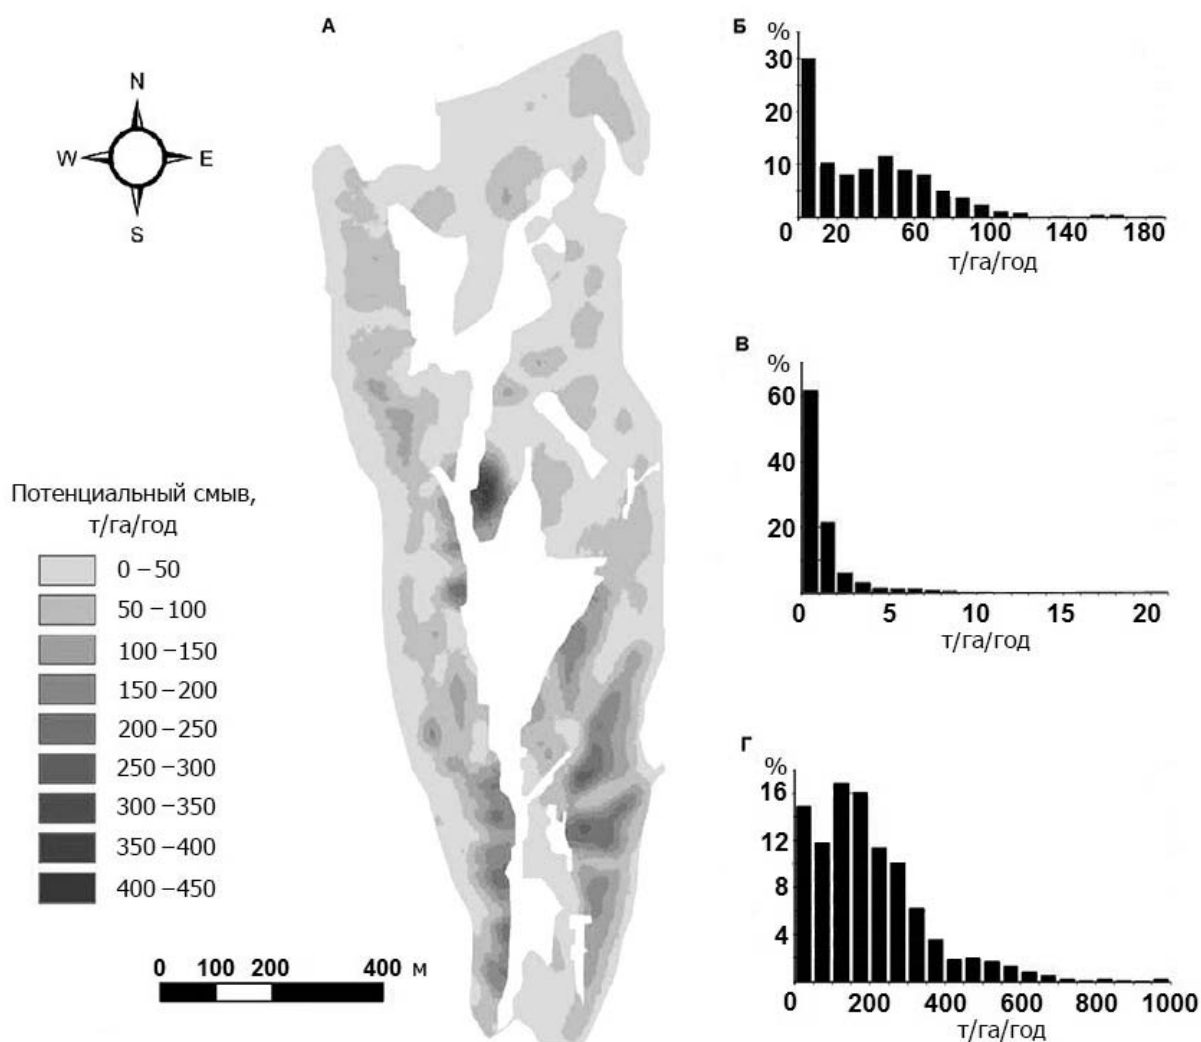 А
N
W
E
S
Потенциальный смыв,
т/га/год
0 – 50
50 – 100
100 – 150
150 – 200
200 – 250
250 – 300
300 – 350
350 – 400
400 – 450
0 100 200 400 м
Б
%
30
20
10
0 20 60 100 140 180
т/га/год
В
%
60
40
20
0 5 10 15 20
т/га/год
Г
%
16
12
8
4
0 200 400 600 800 1000
т/га/год